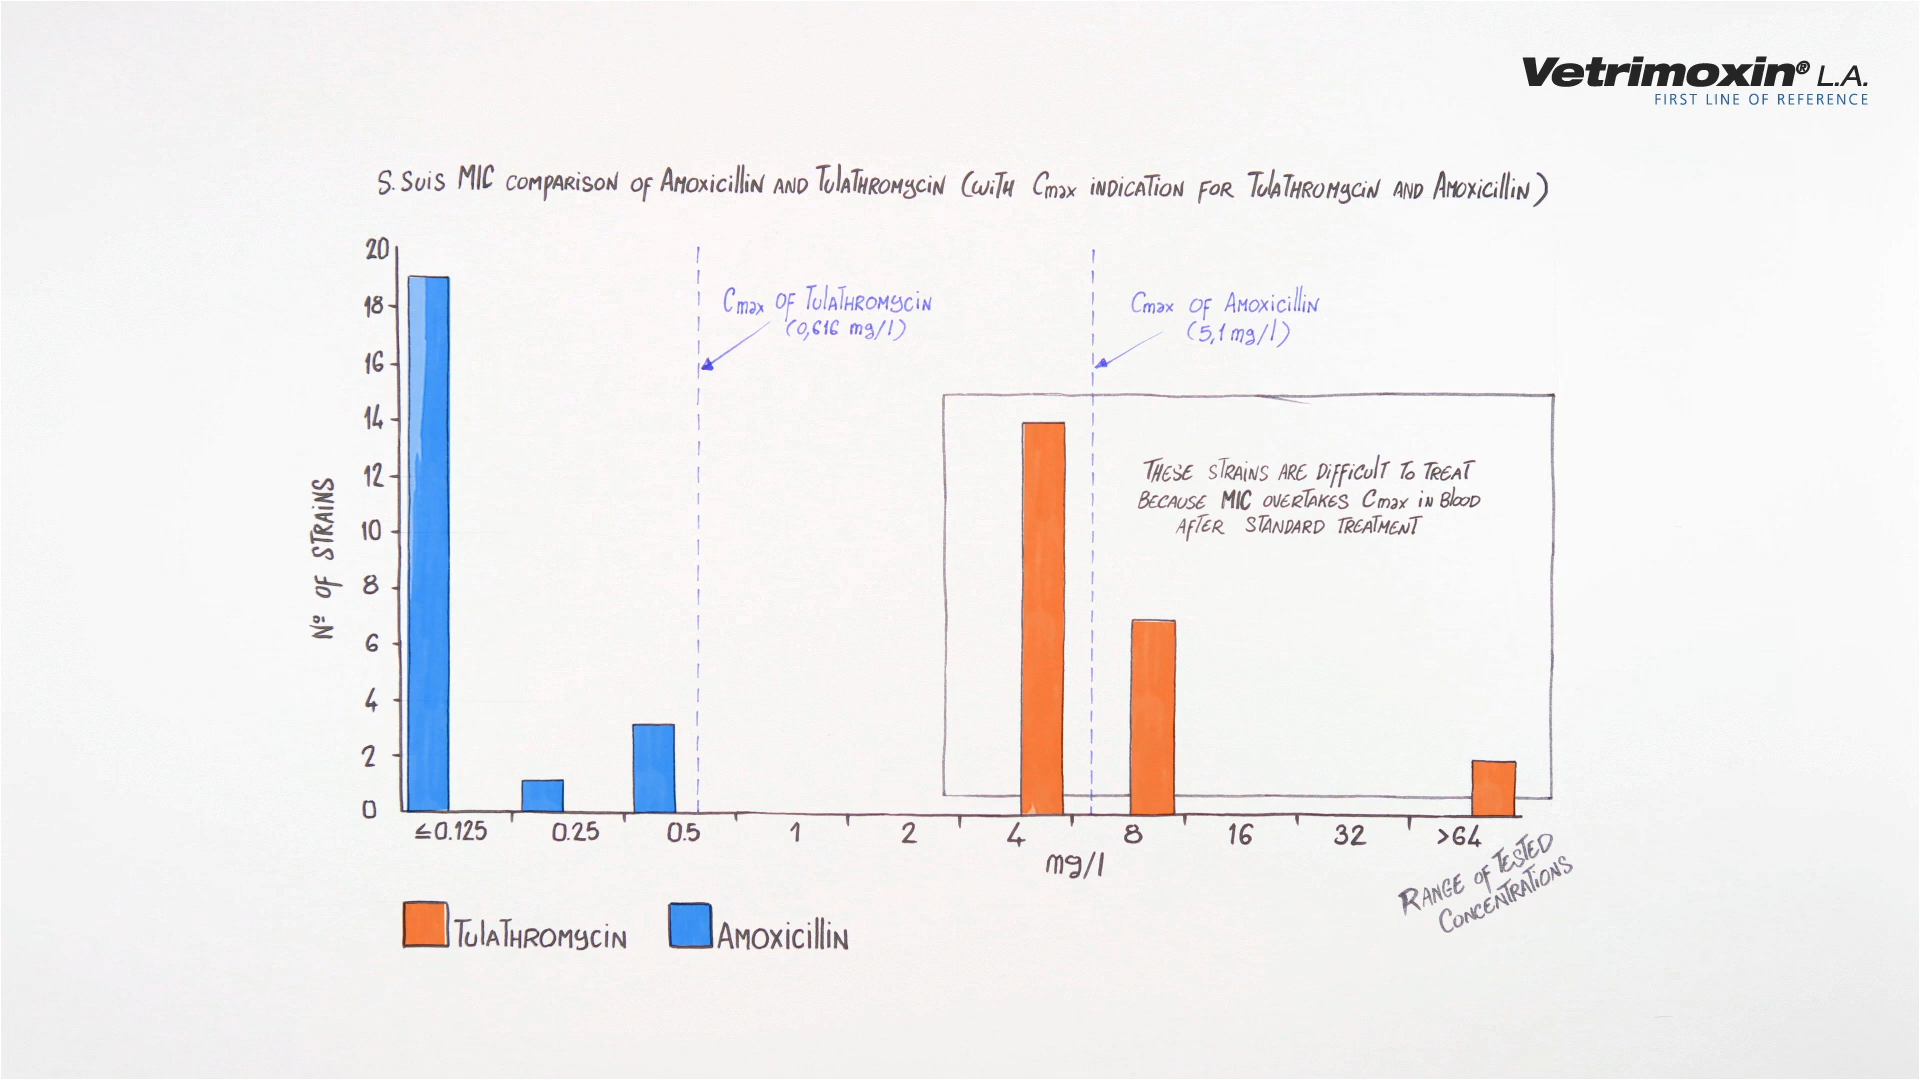 Vetrimoxin® L.A.
FIRST LINE OF REFERENCE
S. Suis MIC COMPARISON OF AMOXICILLIN AND TULATHROMYCIN (WITH Cmax INDICATION FOR TULATHROMYCIN AND AMOXICILLIN)
20
18
16
14
12
10
8
6
4
2
0
Nº OF STRAINS
Cmax OF TULATHROMYCIN
(0,616 mg/l)
Cmax OF AMOXICILLIN
(5,1 mg/l)
THESE STRAINS ARE DIFFICULT TO TREAT
BECAUSE MIC OVERTAKES Cmax IN BLOOD
AFTER STANDARD TREATMENT
≤0.125 0.25 0.5 1 2 4 8 16 32 >64
mg/l
RANGE OF TESTED
CONCENTRATIONS
TULATHROMYCIN AMOXICILLIN